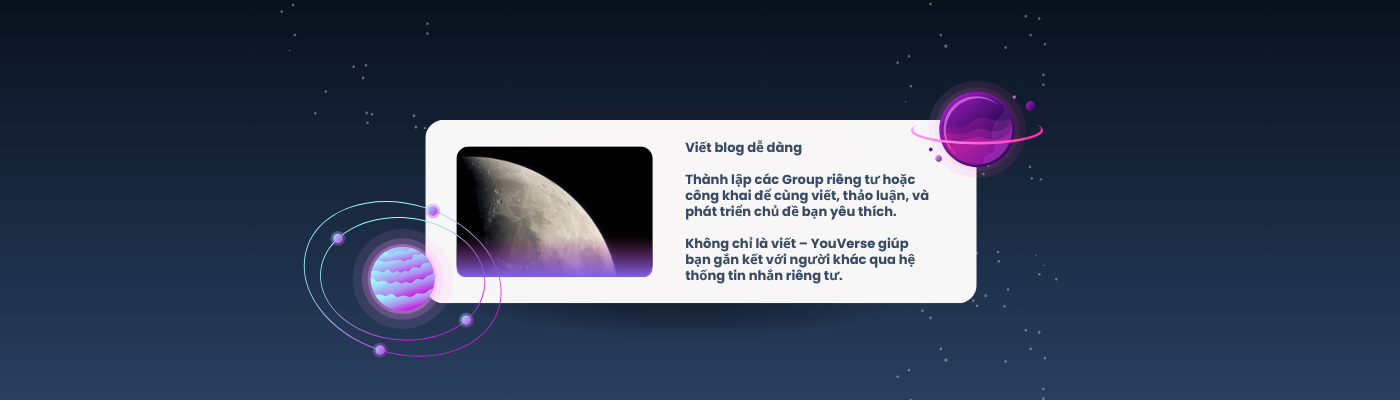 Viết blog dễ dàng
Thành lập các Group riêng tư hoặc
công khai để cùng viết, thảo luận, và
phát triển chủ đề bạn yêu thích.
Không chỉ là viết – YouVerse giúp
bạn gắn kết với người khác qua hệ
thống tin nhắn riêng tư.